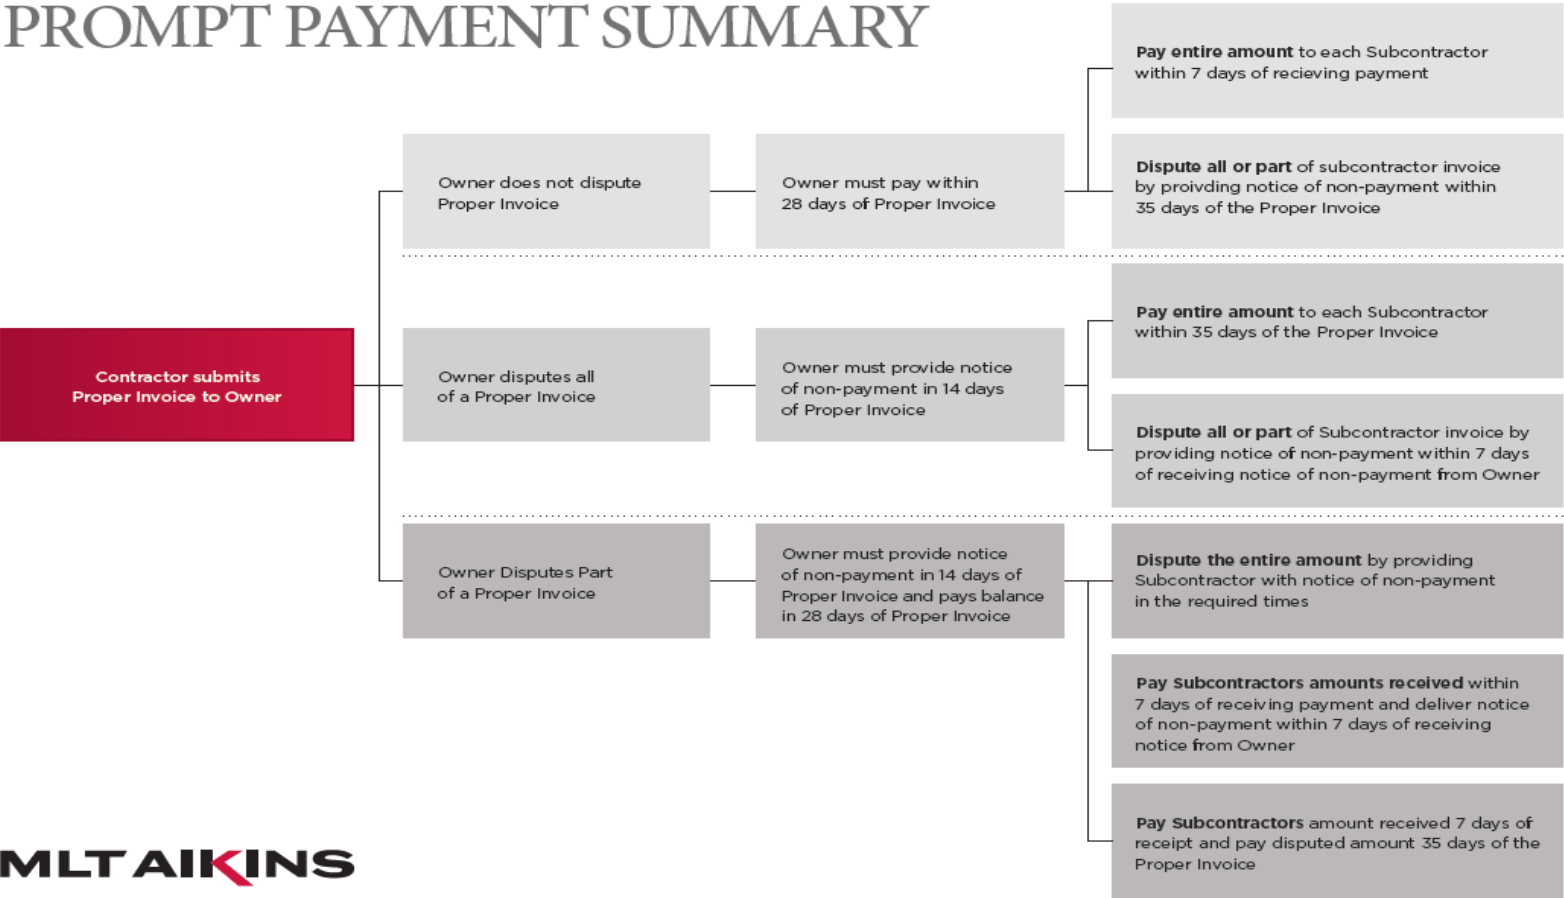 PROMPT PAYMENT SUMMARY
Pay entire amount to each Subcontractor
within 7 days of recieving payment
Owner does not dispute
Proper Invoice
Owner must pay within
28 days of Proper Invoice
Dispute all or part of subcontractor invoice
by proivding notice of non-payment within
35 days of the Proper Invoice
Contractor submits
Proper Invoice to Owner
Owner disputes all
of a Proper Invoice
Owner must provide notice
of non-payment in 14 days
of Proper Invoice
Pay entire amount to each Subcontractor
within 35 days of the Proper Invoice
Dispute all or part of Subcontractor invoice by
providing notice of non-payment within 7 days
of receiving notice of non-payment from Owner
Owner Disputes Part
of a Proper Invoice
Owner must provide notice
of non-payment in 14 days of
Proper Invoice and pays balance
in 28 days of Proper Invoice
Dispute the entire amount by providing
Subcontractor with notice of non-payment
in the required times
Pay Subcontractors amounts received within
7 days of receiving payment and deliver notice
of non-payment within 7 days of receiving
notice from Owner
Pay Subcontractors amount received 7 days of
receipt and pay disputed amount 35 days of the
Proper Invoice
MLT AIKINS